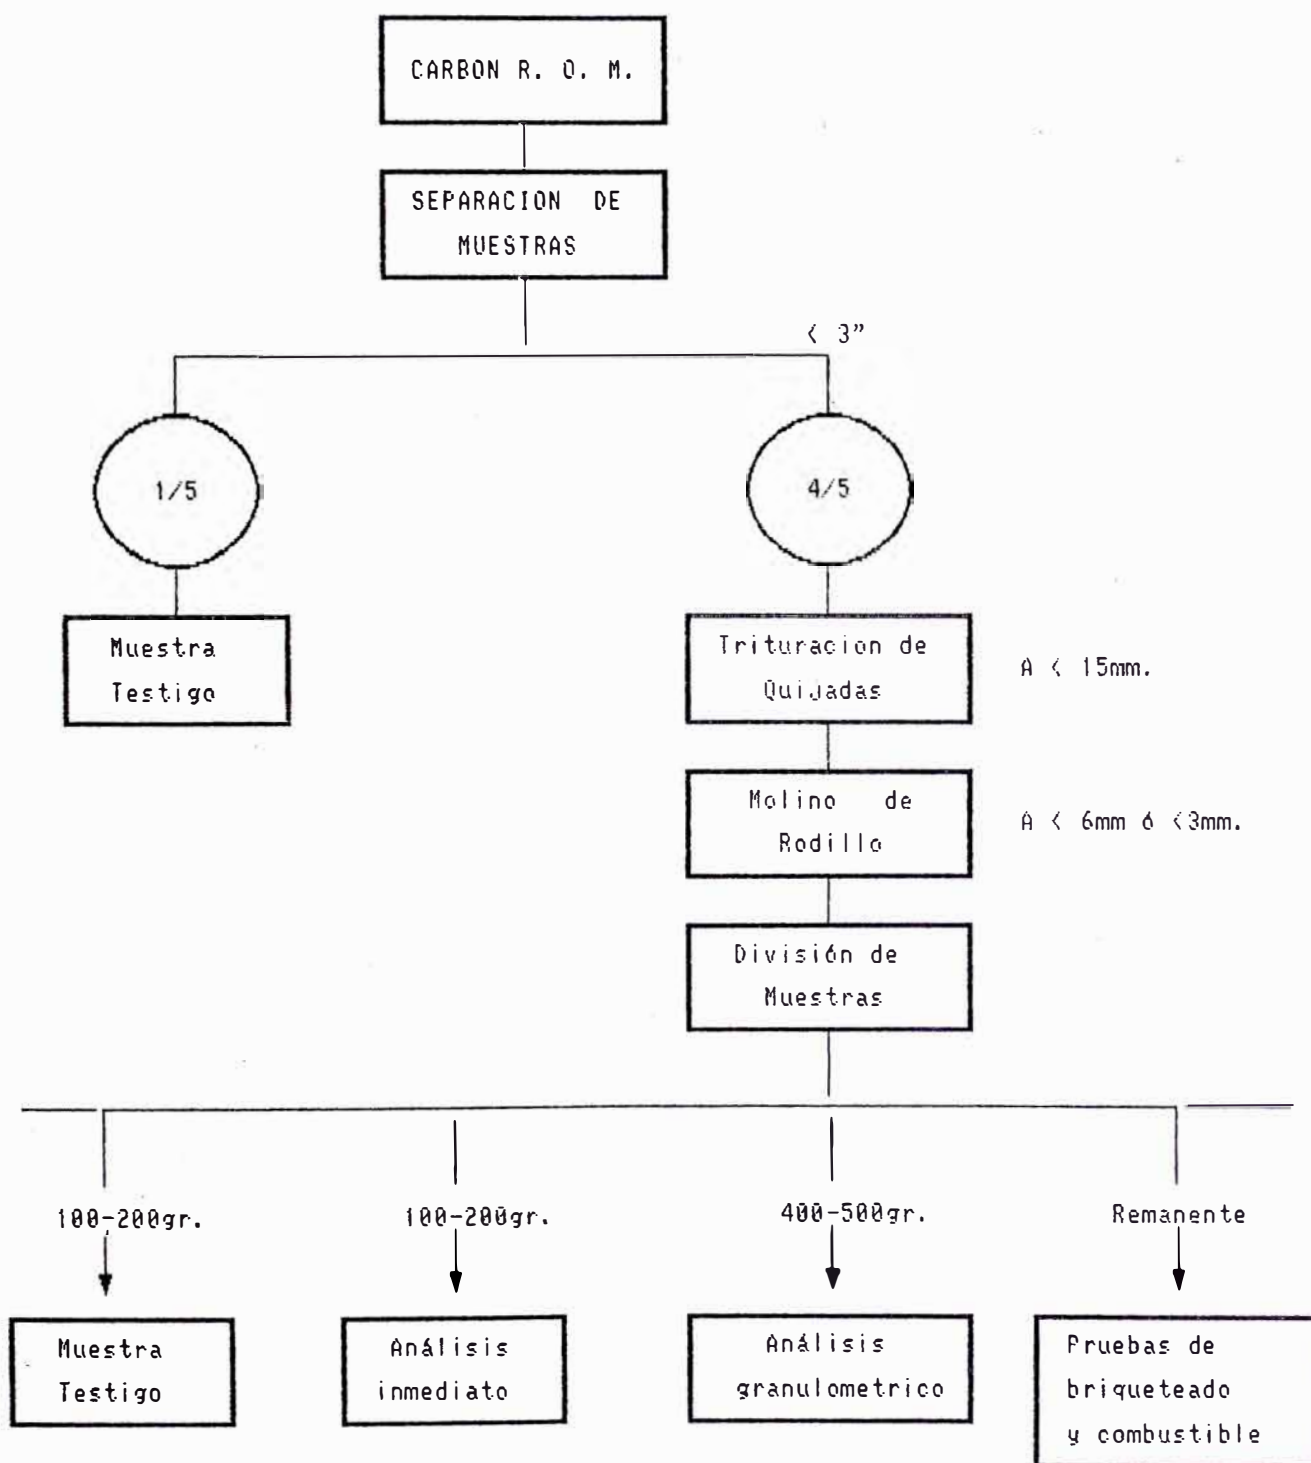 CARBON R. O. M.
SEPARACION DE
MUESTRAS
< 3"
1/5
4/5
Muestra
Testigo
Trituracion de
Quijadas
A < 15mm.
Molino de
Rodillo
A < 6mm ó <3mm.
División de
Muestras
100-200gr.
100-200gr.
400-500gr.
Remanente
Muestra
Testigo
Análisis
inmediato
Análisis
granulometrico
Pruebas de
briqueteado
y combustible